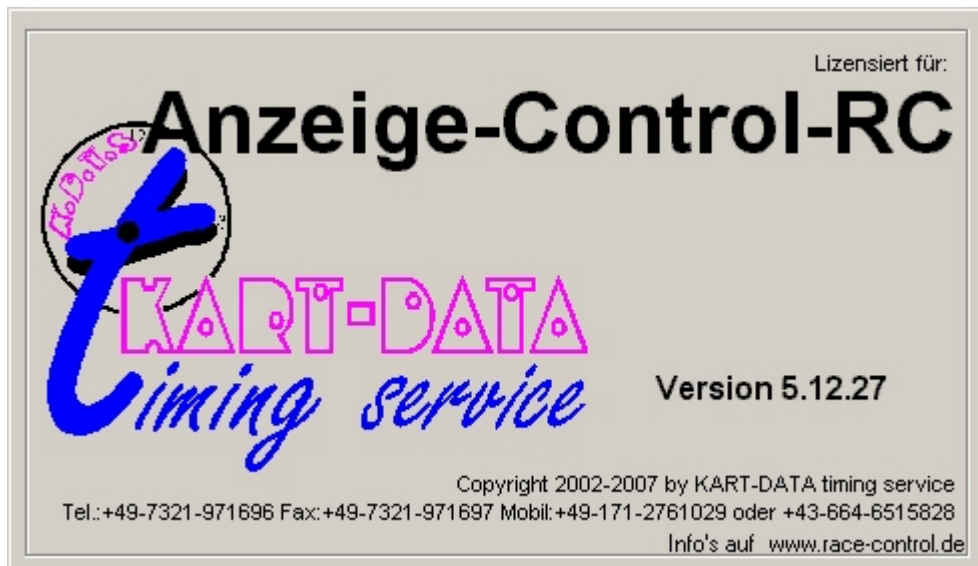 Lizensiert für:
Anzeige-Control-RC
KART-DATA
timing service
Version 5.12.27
Copyright 2002-2007 by KART-DATA timing service
Tel.:+49-7321-971696 Fax:+49-7321-971697 Mobil:+49-171-2761029 oder +43-664-6515828
Info's auf www.race-control.de